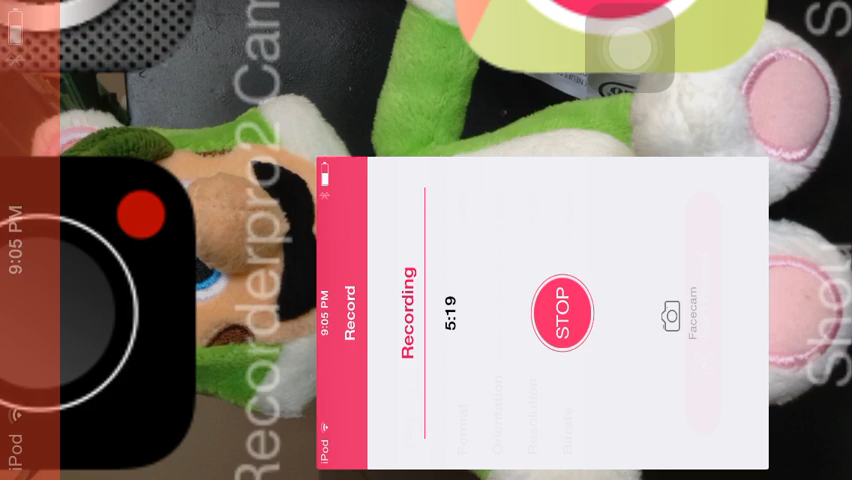 iPod
9:05 PM
Recorderpro2 Cam
Shou
iPod
9:05 PM
Record
Recording
5:19
Format
Orientation
Resolution
Bitrate
STOP
Facecam